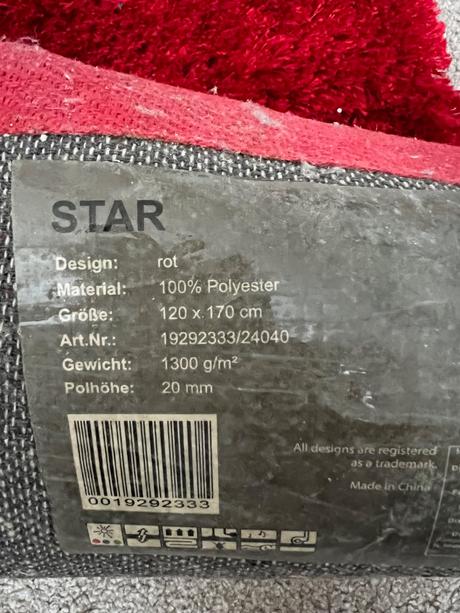 STAR
Design: rot
Material: 100% Polyester
Größe: 120 x 170 cm
Art.Nr.: 19292333/24040
Gewicht: 1300 g/m²
Polhöhe: 20 mm
0019292333
All designs are registered
as a trademark.
Made in China